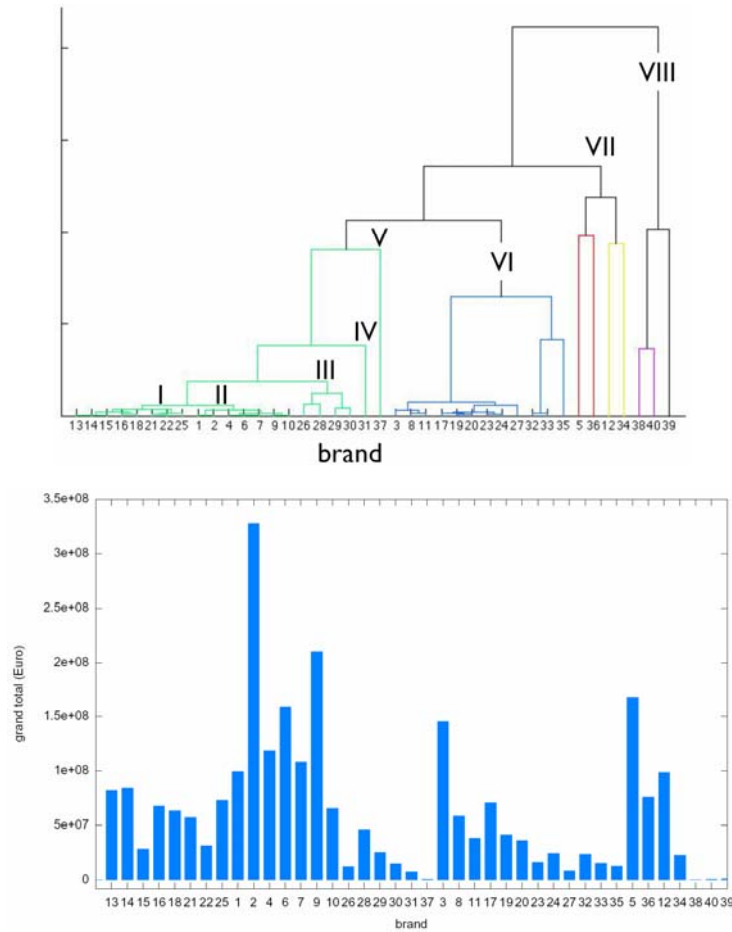 VIII
VII
V
VI
IV
III
I II
13 14 15 16 18 21 22 25 1 2 4 6 7 9 10 26 28 29 30 31 37 3 8 11 17 19 20 23 24 27 32 33 35 5 36 12 34 38 40 39
brand
3.5e+08
3e+08
2.5e+08
2e+08
1.5e+08
1e+08
5e+07
0
grand total (Euro)
13 14 15 16 18 21 22 25 1 2 4 6 7 9 10 26 28 29 30 31 37 3 8 11 17 19 20 23 24 27 32 33 35 5 36 12 34 38 40 39
brand